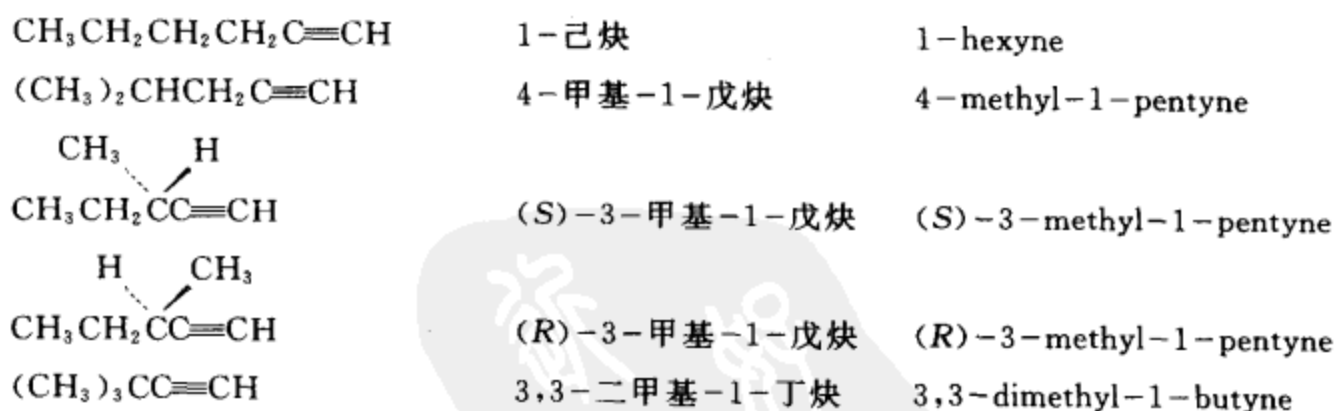 CH₃CH₂CH₂CH₂C≡CH 1-己炔 1-hexyne
(CH₃)₂CHCH₂C≡CH 4-甲基-1-戊炔 4-methyl-1-pentyne
CH₃ H
CH₃CH₂CC≡CH (S)-3-甲基-1-戊炔 (S)-3-methyl-1-pentyne
H CH₃
CH₃CH₂CC≡CH (R)-3-甲基-1-戊炔 (R)-3-methyl-1-pentyne
(CH₃)₃CC≡CH 3,3-二甲基-1-丁炔 3,3-dimethyl-1-butyne